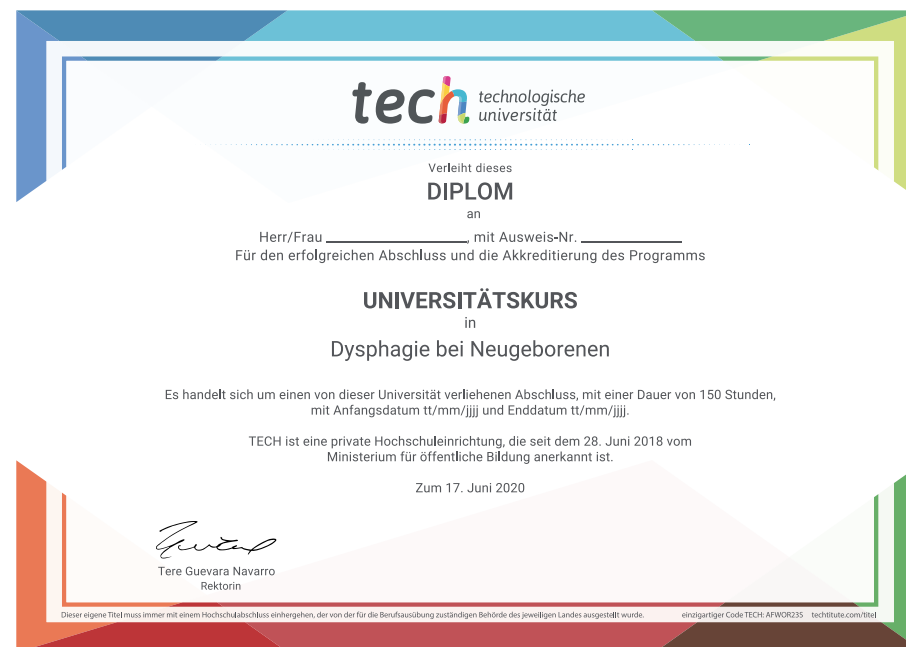 tech technologische
universität
Verleiht dieses
DIPLOM
an
Herr/Frau ____________________, mit Ausweis-Nr. ______________
Für den erfolgreichen Abschluss und die Akkreditierung des Programms
UNIVERSITÄTSKURS
in
Dysphagie bei Neugeborenen
Es handelt sich um einen von dieser Universität verliehenen Abschluss, mit einer Dauer von 150 Stunden,
mit Anfangsdatum tt/mm/jjjj und Enddatum tt/mm/jjjj.
TECH ist eine private Hochschuleinrichtung, die seit dem 28. Juni 2018 vom
Ministerium für öffentliche Bildung anerkannt ist.
Zum 17. Juni 2020
Tere Guevara Navarro
Rektorin
Dieser eigene Titel muss immer mit einem Hochschulabschluss einhergehen, der von der für die Berufsausübung zuständigen Behörde des jeweiligen Landes ausgestellt wurde. einzigartiger Code TECH: AFWOR235 techtitute.com/titel